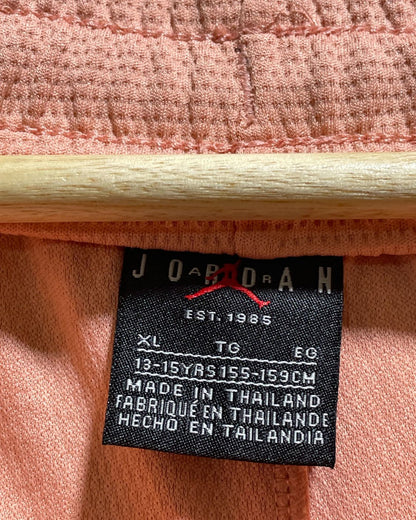 JORDAN
AIR
EST. 1985
XL TG EG
13-15YRS 155-159CM
MADE IN THAILAND
FABRIQUÉ EN THAILANDE
HECHO EN TAILANDIA